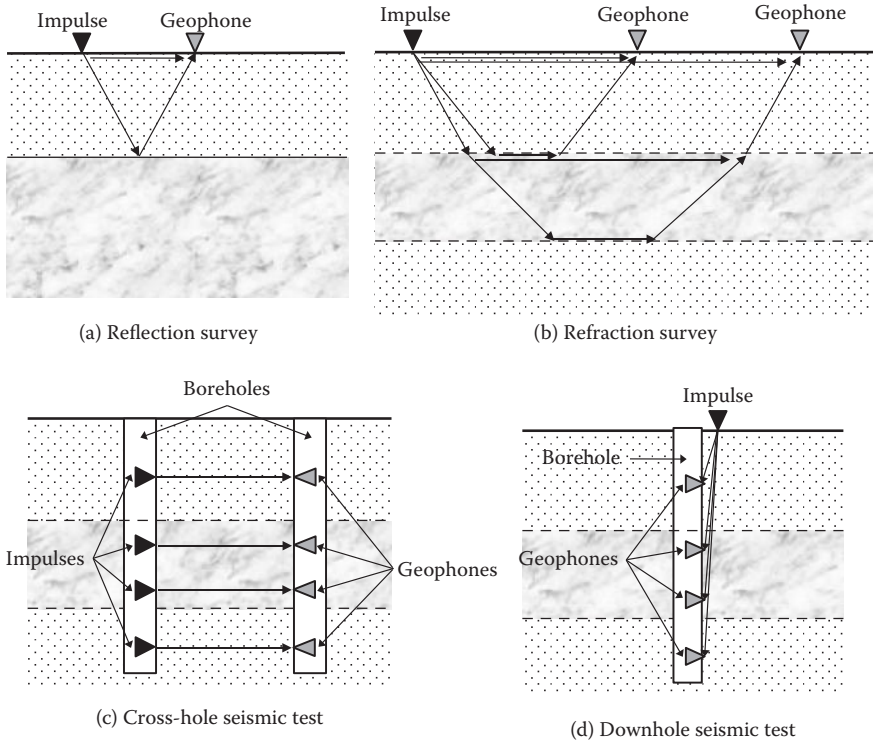 Impulse Geophone
Impulse Geophone Geophone
(a) Reflection survey
(b) Refraction survey
Boreholes
Impulses
Geophones
(c) Cross-hole seismic test
Impulse
Borehole
Geophones
(d) Downhole seismic test